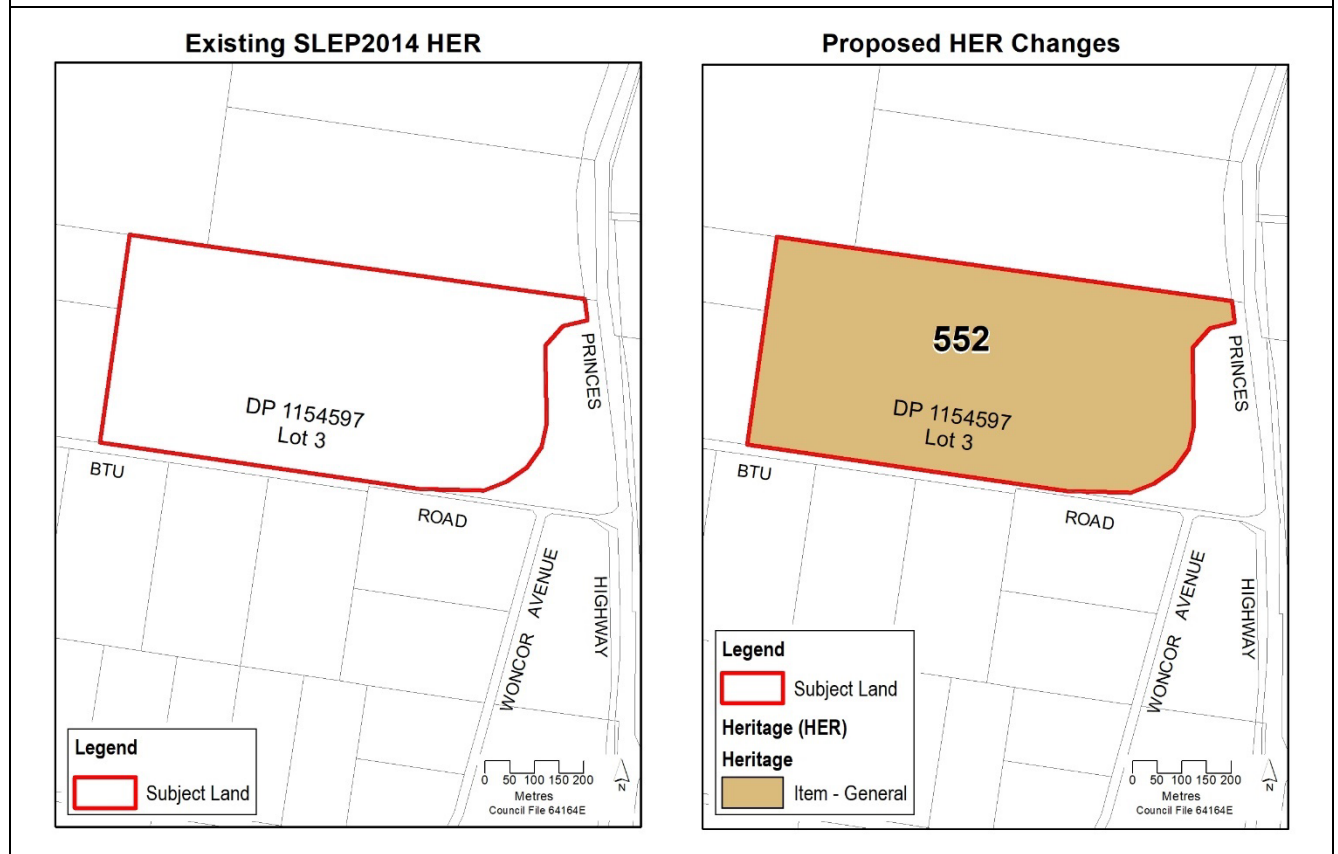 Existing SLEP2014 HER
PRINCES
DP 1154597
Lot 3
BTU
ROAD
WONCOR AVENUE
HIGHWAY
Legend
Subject Land
0 50 100 150 200
Metres
Council File 64164E
N
Proposed HER Changes
552
PRINCES
DP 1154597
Lot 3
BTU
ROAD
WONCOR AVENUE
HIGHWAY
Legend
Subject Land
Heritage (HER)
Heritage
Item - General
0 50 100 150 200
Metres
Council File 64164E
N